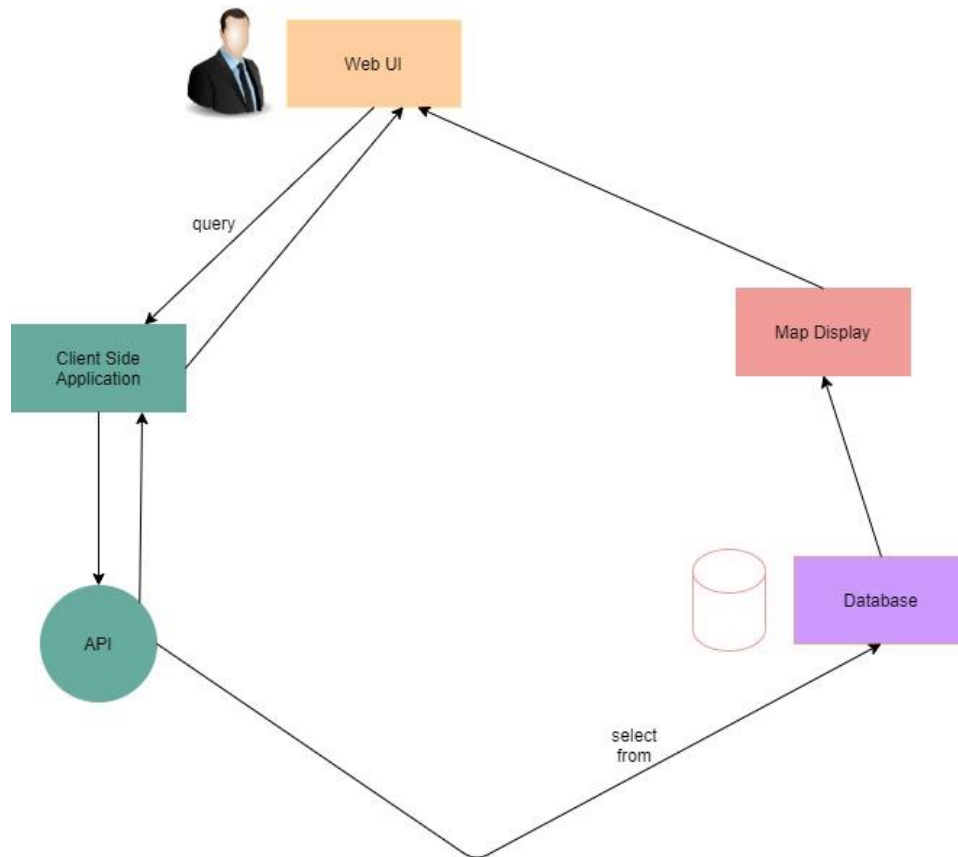 Web UI
query
Client Side
Application
Map Display
Database
API
select
from